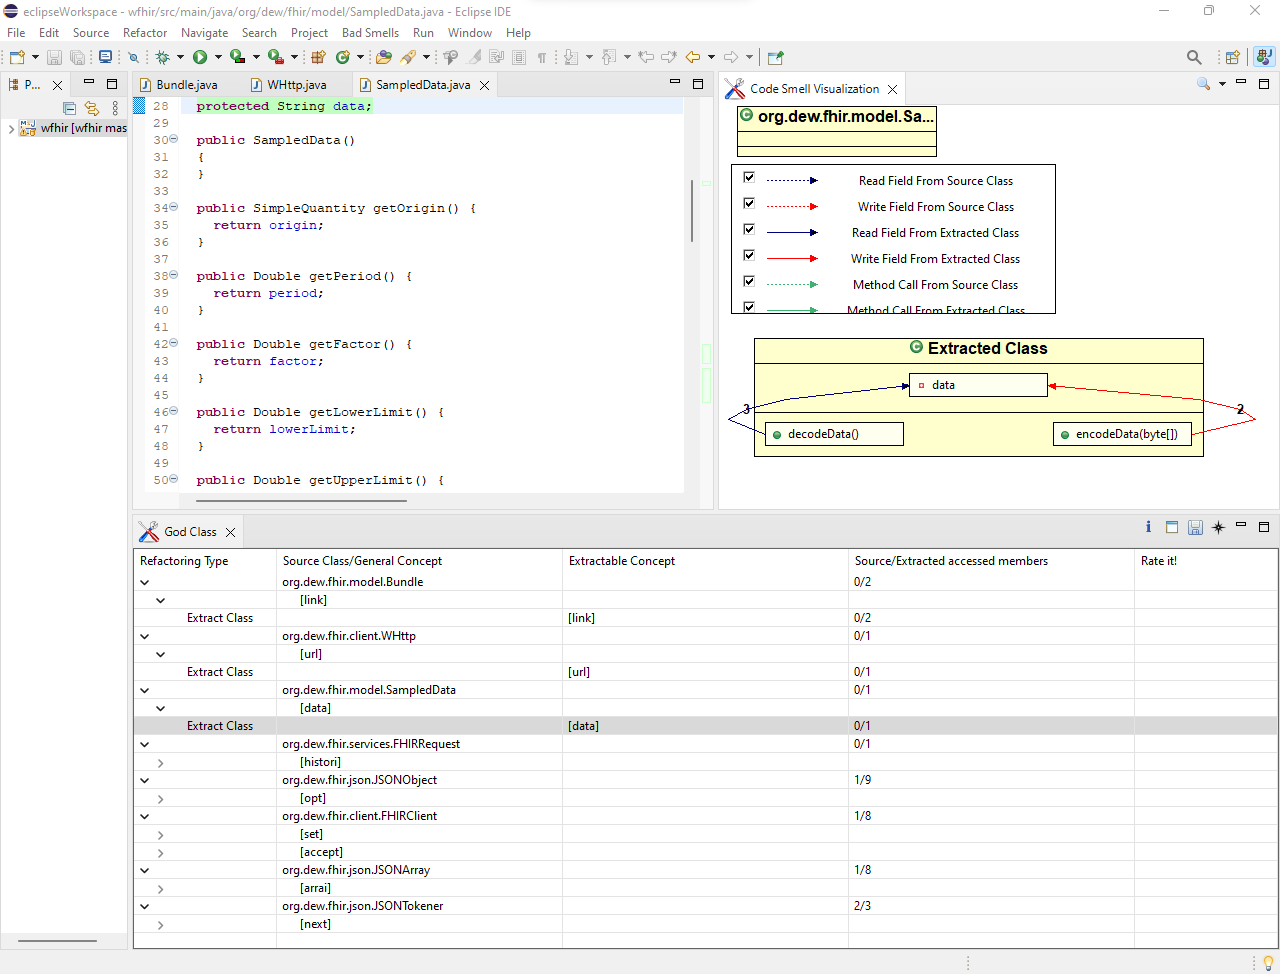 eclipseWorkspace - wfhir/src/main/java/org/dew/fhir/model/SampledData.java - Eclipse IDE
File Edit Source Refactor Navigate Search Project Bad Smells Run Window Help
P...
wfhir [wfhir mas
Bundle.java WHttp.java SampledData.java
28 protected String data;
29
30 public SampledData()
31 {
32 }
33
34 public SimpleQuantity getOrigin() {
35 return origin;
36 }
37
38 public Double getPeriod() {
39 return period;
40 }
41
42 public Double getFactor() {
43 return factor;
44 }
45
46 public Double getLowerLimit() {
47 return lowerLimit;
48 }
49
50 public Double getUpperLimit() {
Code Smell Visualization
org.dew.fhir.model.Sa...
Read Field From Source Class
Write Field From Source Class
Read Field From Extracted Class
Write Field From Extracted Class
Method Call From Source Class
Method Call From Extracted Class
Extracted Class
data
3 2
decodeData() encodeData(byte[])
God Class
Refactoring Type Source Class/General Concept Extractable Concept Source/Extracted accessed members Rate it!
org.dew.fhir.model.Bundle 0/2
[link]
Extract Class [link] 0/2
org.dew.fhir.client.WHttp 0/1
[url]
Extract Class [url] 0/1
org.dew.fhir.model.SampledData 0/1
[data]
Extract Class [data] 0/1
org.dew.fhir.services.FHIRRequest 0/1
[histori]
org.dew.fhir.json.JSONObject 1/9
[opt]
org.dew.fhir.client.FHIRClient 1/8
[set]
[accept]
org.dew.fhir.json.JSONArray 1/8
[arrai]
org.dew.fhir.json.JSONTokener 2/3
[next]